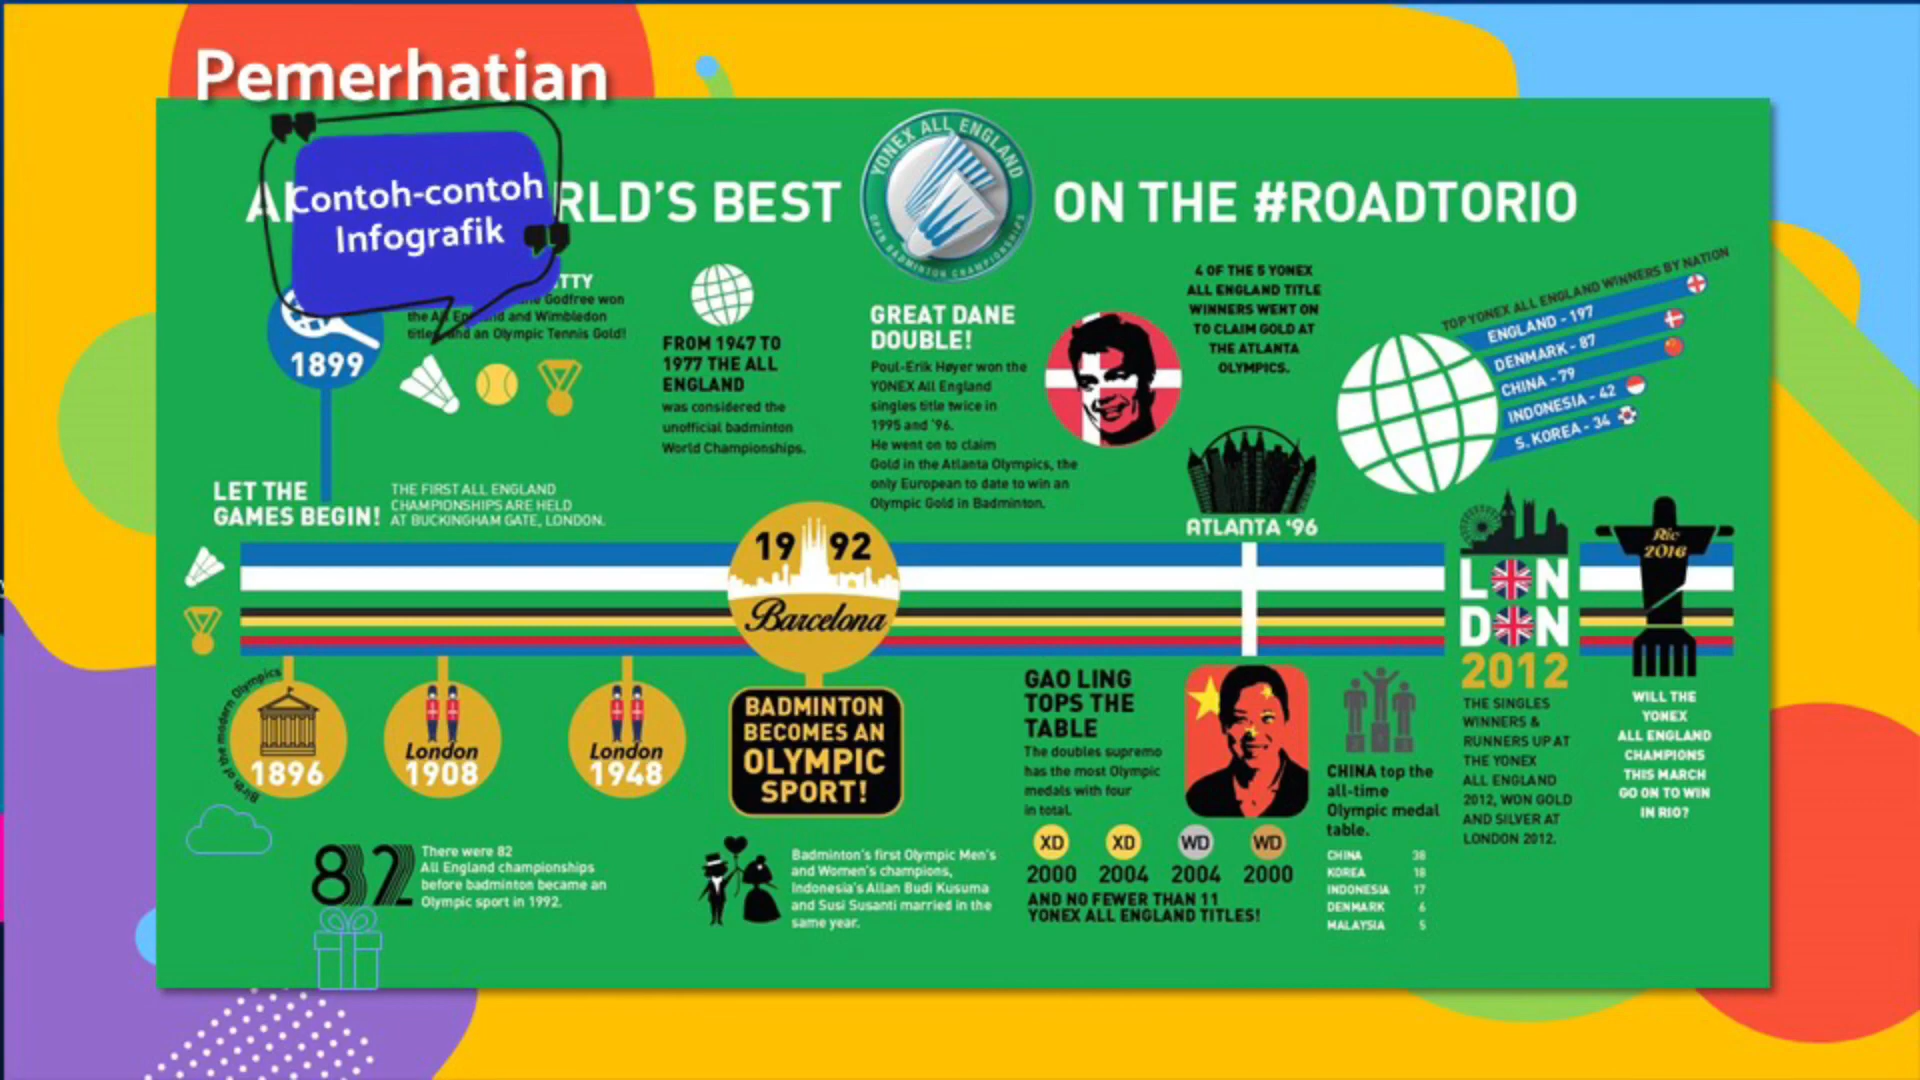 Pemerhatian
Contoh-contoh
Infografik
RLD'S BEST
YONEX ALL ENGLAND
OPEN BADMINTON CHAMPIONSHIPS
ON THE #ROADTORIO
1899
Godfree won
and Wimbledon
and an Olympic Tennis Gold!
LET THE
GAMES BEGIN!
THE FIRST ALL ENGLAND
CHAMPIONSHIPS ARE HELD
AT BUCKINGHAM GATE, LONDON.
FROM 1947 TO
1977 THE ALL
ENGLAND
was considered the
unofficial badminton
World Championships.
GREAT DANE
DOUBLE!
Poul-Erik Høyer won the
YONEX All England
singles title twice in
1995 and '96.
He went on to claim
Gold in the Atlanta Olympics, the
only European to date to win an
Olympic Gold in Badminton.
4 OF THE 5 YONEX
ALL ENGLAND TITLE
WINNERS WENT ON
TO CLAIM GOLD AT
THE ATLANTA
OLYMPICS.
ATLANTA '96
TOP YONEX ALL ENGLAND WINNERS BY NATION
ENGLAND - 197
DENMARK - 87
CHINA - 79
INDONESIA - 42
S. KOREA - 34
1992
Barcelona
BADMINTON
BECOMES AN
OLYMPIC
SPORT!
Birth of the modern Olympics
1896
London
1908
London
1948
82
There were 82
All England championships
before badminton became an
Olympic sport in 1992.
Badminton's first Olympic Men's
and Women's champions,
Indonesia's Allan Budi Kusuma
and Susi Susanti married in the
same year.
GAO LING
TOPS THE
TABLE
The doubles supremo
has the most Olympic
medals with four
in total.
XD XD WD WD
2000 2004 2004 2000
AND NO FEWER THAN 11
YONEX ALL ENGLAND TITLES!
CHINA top the
all-time
Olympic medal
table.
CHINA 38
KOREA 18
INDONESIA 17
DENMARK 6
MALAYSIA 5
LON
DON
2012
THE SINGLES
WINNERS &
RUNNERS UP AT
THE YONEX
ALL ENGLAND
2012, WON GOLD
AND SILVER AT
LONDON 2012.
Rio
2016
WILL THE
YONEX
ALL ENGLAND
CHAMPIONS
THIS MARCH
GO ON TO WIN
IN RIO?